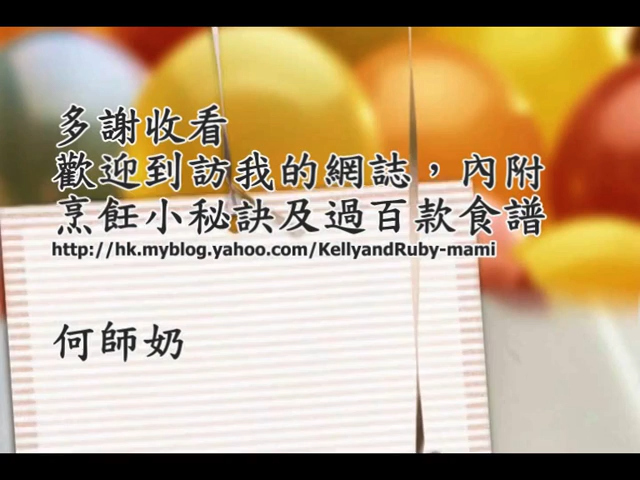 多謝收看
歡迎到訪我的網誌，內附
烹飪小秘訣及過百款食譜
http://hk.myblog.yahoo.com/KellyandRuby-mami
何師奶